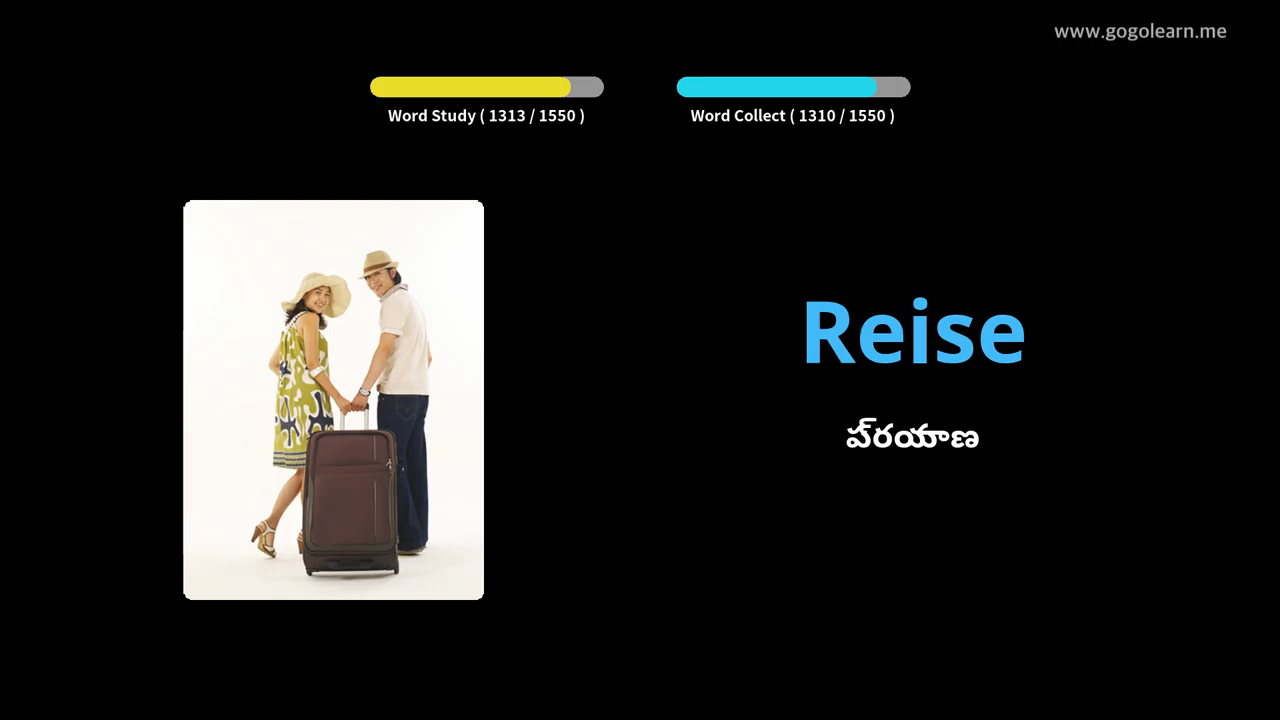 www.gogolearn.me
Word Study ( 1313 / 1550 )
Word Collect ( 1310 / 1550 )
Reise
ప్రయాణ